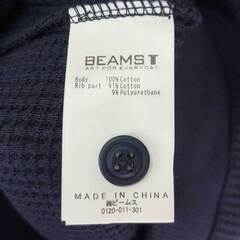 BEAMS T
ART FOR EVERYDAY
Body 100% Cotton
Rib part 91% Cotton
9% Polyurethane
MADE IN CHINA
㈱ビームス
0120-011-301